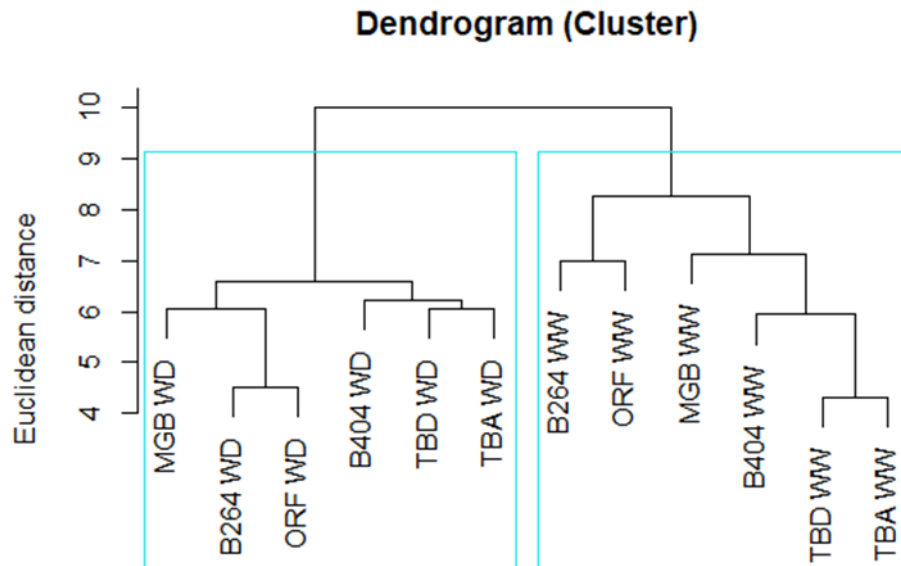 Dendrogram (Cluster)
Euclidean distance
10
9
8
7
6
5
4
MGB WD
B264 WD
ORF WD
B404 WD
TBD WD
TBA WD
B264 WW
ORF WW
MGB WW
B404 WW
TBD WW
TBA WW